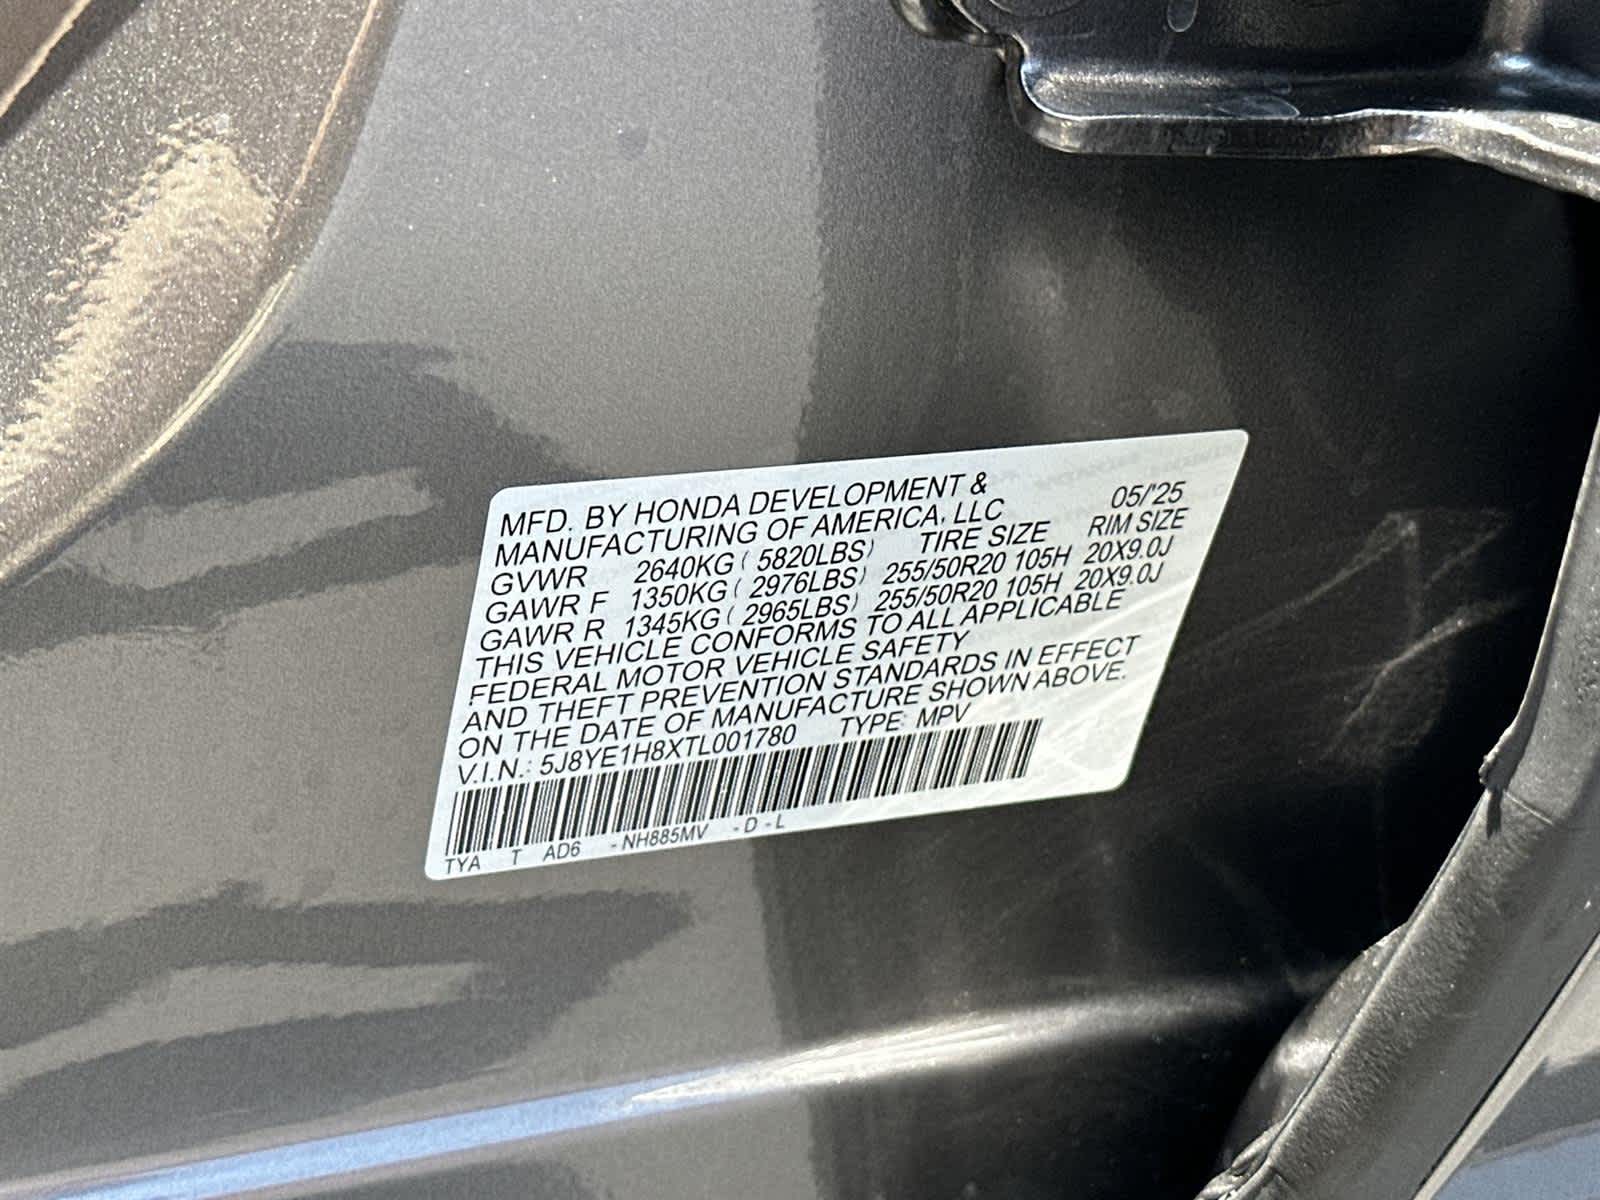 MFD. BY HONDA DEVELOPMENT & 05/'25
MANUFACTURING OF AMERICA, LLC
TIRE SIZE RIM SIZE
GVWR 2640KG ( 5820LBS)
GAWR F 1350KG ( 2976LBS) 255/50R20 105H 20X9.0J
GAWR R 1345KG ( 2965LBS) 255/50R20 105H 20X9.0J
THIS VEHICLE CONFORMS TO ALL APPLICABLE
FEDERAL MOTOR VEHICLE SAFETY
AND THEFT PREVENTION STANDARDS IN EFFECT
ON THE DATE OF MANUFACTURE SHOWN ABOVE.
V.I.N.: 5J8YE1H8XTL001780 TYPE: MPV
TYA T AD6 -NH885MV -D-L